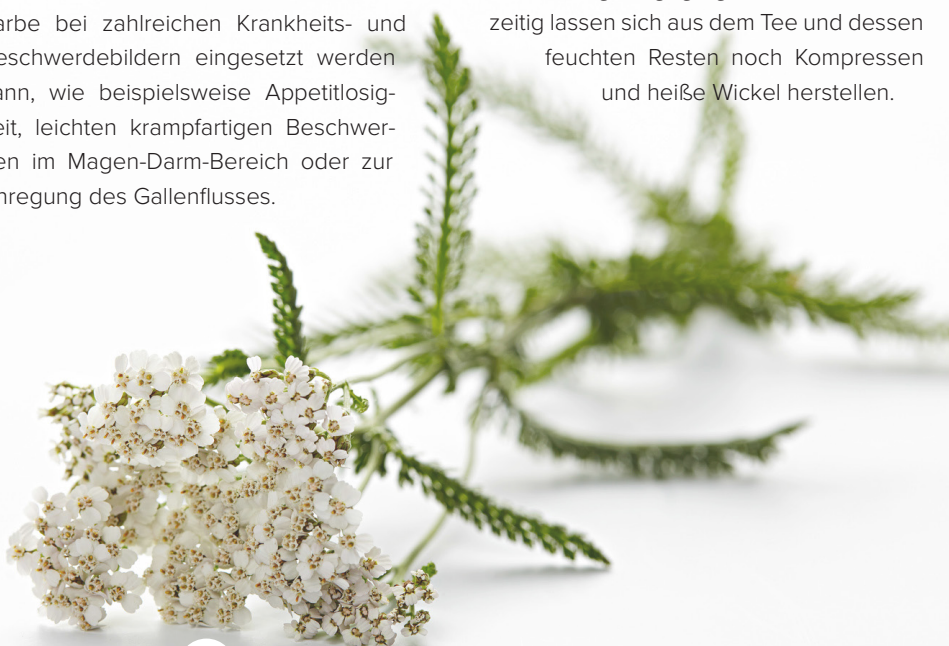 arbe bei zahlreichen Krankheits- und
eschwerdebildern eingesetzt werden
ann, wie beispielsweise Appetitlosig-
eit, leichten krampfartigen Beschwer-
en im Magen-Darm-Bereich oder zur
nregung des Gallenflusses.
zeitig lassen sich aus dem Tee und dessen
feuchten Resten noch Kompressen
und heiße Wickel herstellen.